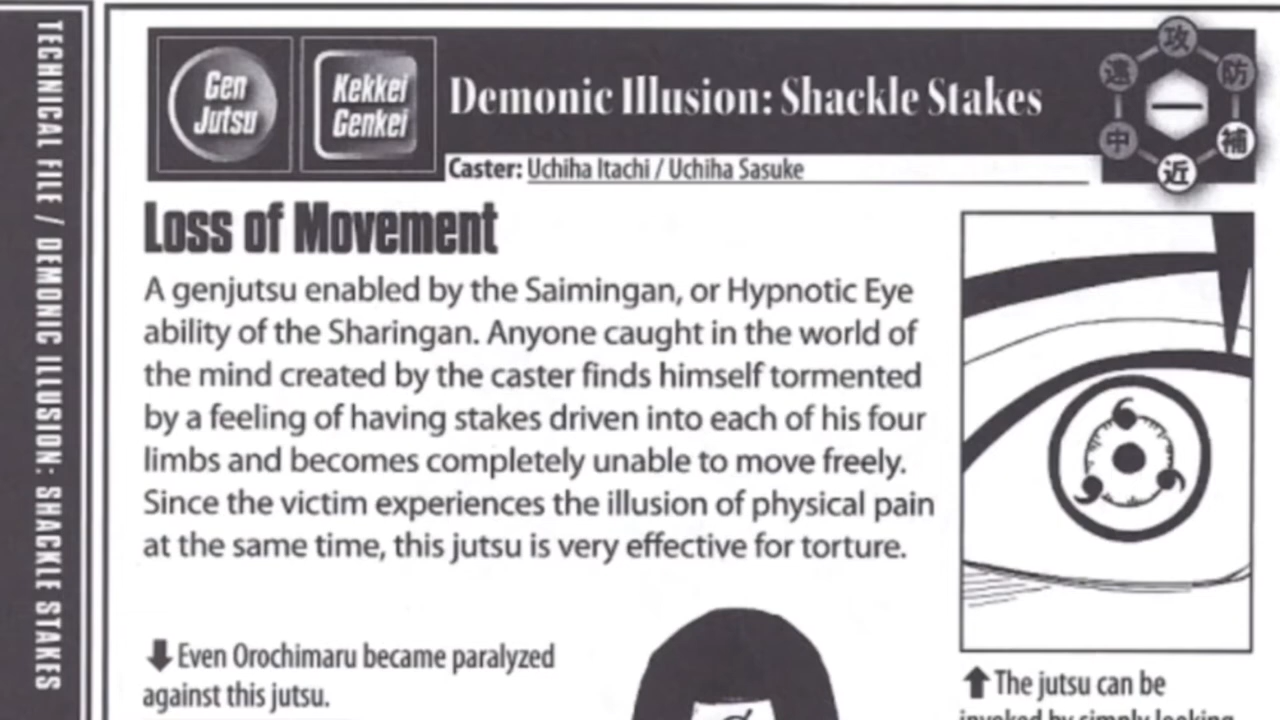 TECHNICAL FILE / DEMONIC ILLUSION: SHACKLE STAKES
Gen
Jutsu
Kekkei
Genkei
Demonic Illusion: Shackle Stakes
Caster: Uchiha Itachi / Uchiha Sasuke
攻
遠
防
一
中
補
近
Loss of Movement
A genjutsu enabled by the Saimingan, or Hypnotic Eye
ability of the Sharingan. Anyone caught in the world of
the mind created by the caster finds himself tormented
by a feeling of having stakes driven into each of his four
limbs and becomes completely unable to move freely.
Since the victim experiences the illusion of physical pain
at the same time, this jutsu is very effective for torture.
Even Orochimaru became paralyzed
against this jutsu.
The jutsu can be
invoked by simply looking